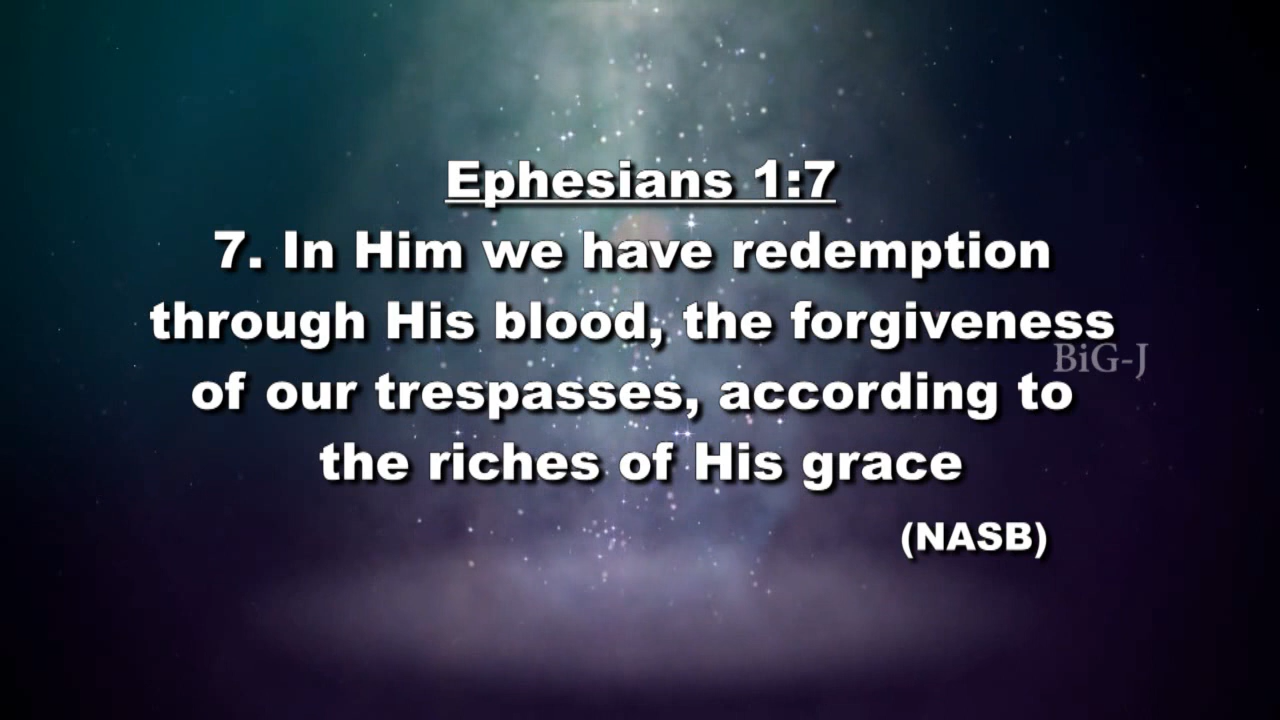 Ephesians 1:7
7. In Him we have redemption
through His blood, the forgiveness
BiG-J
of our trespasses, according to
the riches of His grace
(NASB)